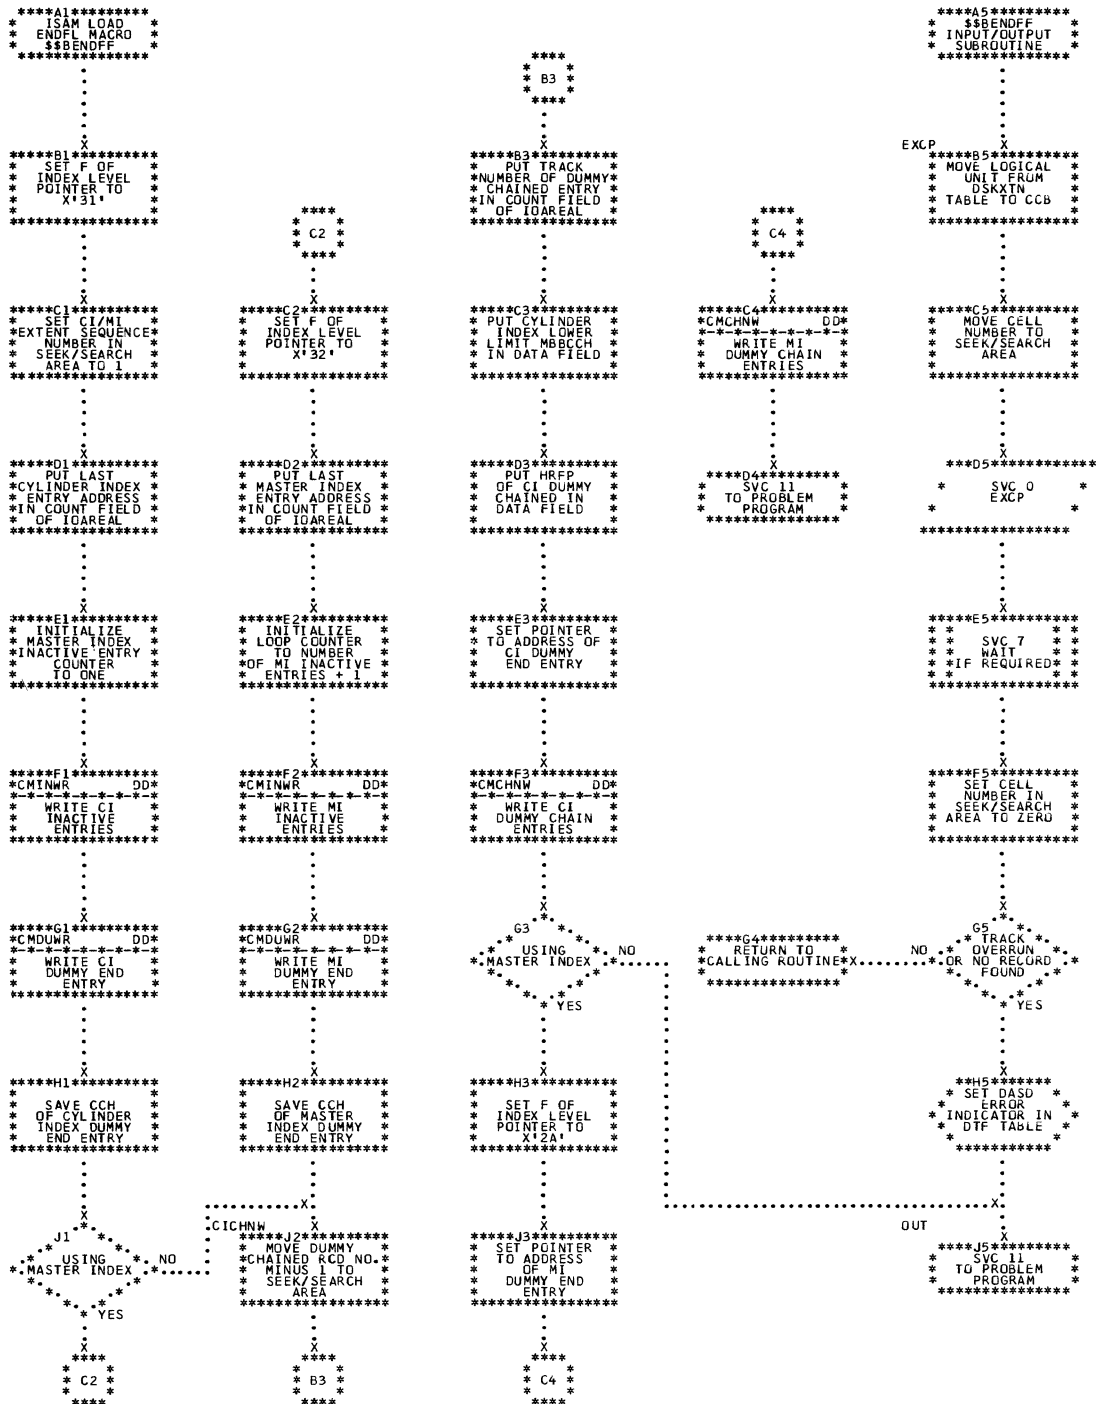 A1
ISAM LOAD
ENDFL MACRO
$$BENDFF
B1
SET F OF
INDEX LEVEL
POINTER TO
X'31'
C1
SET CI/MI
EXTENT SEQUENCE
NUMBER IN
SEEK/SEARCH
AREA TO 1
D1
PUT LAST
CYLINDER INDEX
ENTRY ADDRESS
IN COUNT FIELD
OF IOAREAL
E1
INITIALIZE
MASTER INDEX
INACTIVE ENTRY
COUNTER
TO ONE
F1
CMINWR DD
WRITE CI
INACTIVE
ENTRIES
G1
CMDUWR DD
WRITE CI
DUMMY END
ENTRY
H1
SAVE CCH
OF CYLINDER
INDEX DUMMY
END ENTRY
J1
USING
MASTER INDEX
NO
YES
C2
C2
C2
SET F OF
INDEX LEVEL
POINTER TO
X'32'
D2
PUT LAST
MASTER INDEX
ENTRY ADDRESS
IN COUNT FIELD
OF IOAREAL
E2
INITIALIZE
LOOP COUNTER
TO NUMBER
OF MI INACTIVE
ENTRIES + 1
F2
CMINWR DD
WRITE MI
INACTIVE
ENTRIES
G2
CMDUWR DD
WRITE MI
DUMMY END
ENTRY
H2
SAVE CCH
OF MASTER
INDEX DUMMY
END ENTRY
CICHNW
J2
MOVE DUMMY
CHAINED RCD NO.
MINUS 1 TO
SEEK/SEARCH
AREA
B3
B3
B3
PUT TRACK
NUMBER OF DUMMY
CHAINED ENTRY
IN COUNT FIELD
OF IOAREAL
C3
PUT CYLINDER
INDEX LOWER
LIMIT MBBCCH
IN DATA FIELD
D3
PUT HRFP
OF CI DUMMY
CHAINED IN
DATA FIELD
E3
SET POINTER
TO ADDRESS OF
CI DUMMY
END ENTRY
F3
CMCHNW DD
WRITE CI
DUMMY CHAIN
ENTRIES
G3
USING
MASTER INDEX
NO
YES
H3
SET F OF
INDEX LEVEL
POINTER TO
X'2A'
J3
SET POINTER
TO ADDRESS
OF MI
DUMMY END
ENTRY
C4
C4
C4
CMCHNW DD
WRITE MI
DUMMY CHAIN
ENTRIES
D4
SVC 11
TO PROBLEM
PROGRAM
G4
RETURN TO
CALLING ROUTINE
A5
$$BENDFF
INPUT/OUTPUT
SUBROUTINE
EXCP
B5
MOVE LOGICAL
UNIT FROM
DSKXTN
TABLE TO CCB
C5
MOVE CELL
NUMBER TO
SEEK/SEARCH
AREA
D5
SVC 0
EXCP
E5
SVC 7
WAIT
IF REQUIRED
F5
SET CELL
NUMBER IN
SEEK/SEARCH
AREA TO ZERO
G5
TRACK
OVERRUN
OR NO RECORD
FOUND
NO
YES
H5
SET DASD
ERROR
INDICATOR IN
DTF TABLE
OUT
J5
SVC 11
TO PROBLEM
PROGRAM